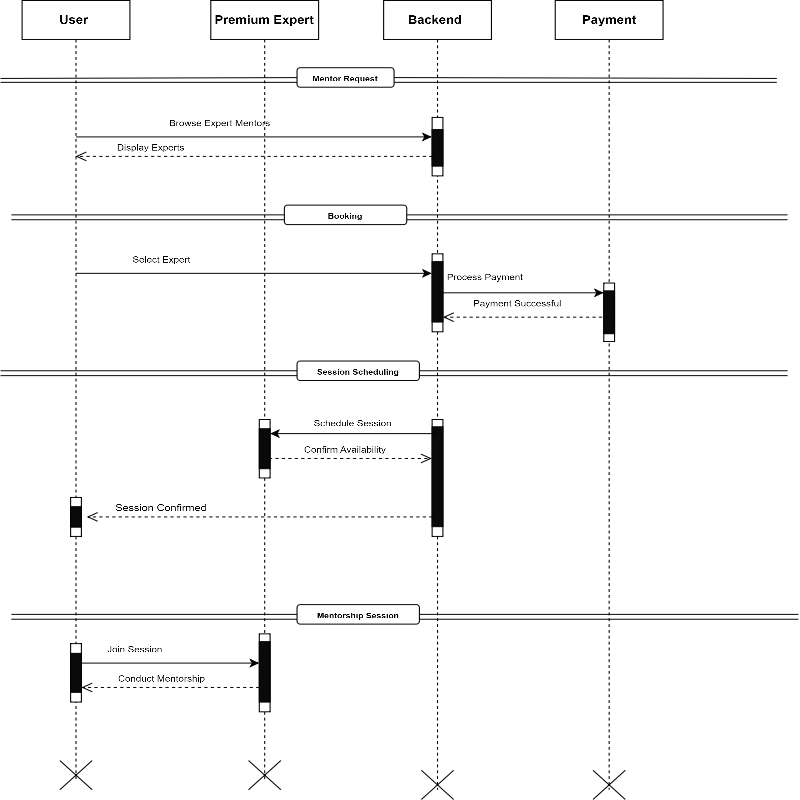 User
Premium Expert
Backend
Payment
Mentor Request
Browse Expert Mentors
Display Experts
Booking
Select Expert
Process Payment
Payment Successful
Session Scheduling
Schedule Session
Confirm Availability
Session Confirmed
Mentorship Session
Join Session
Conduct Mentorship